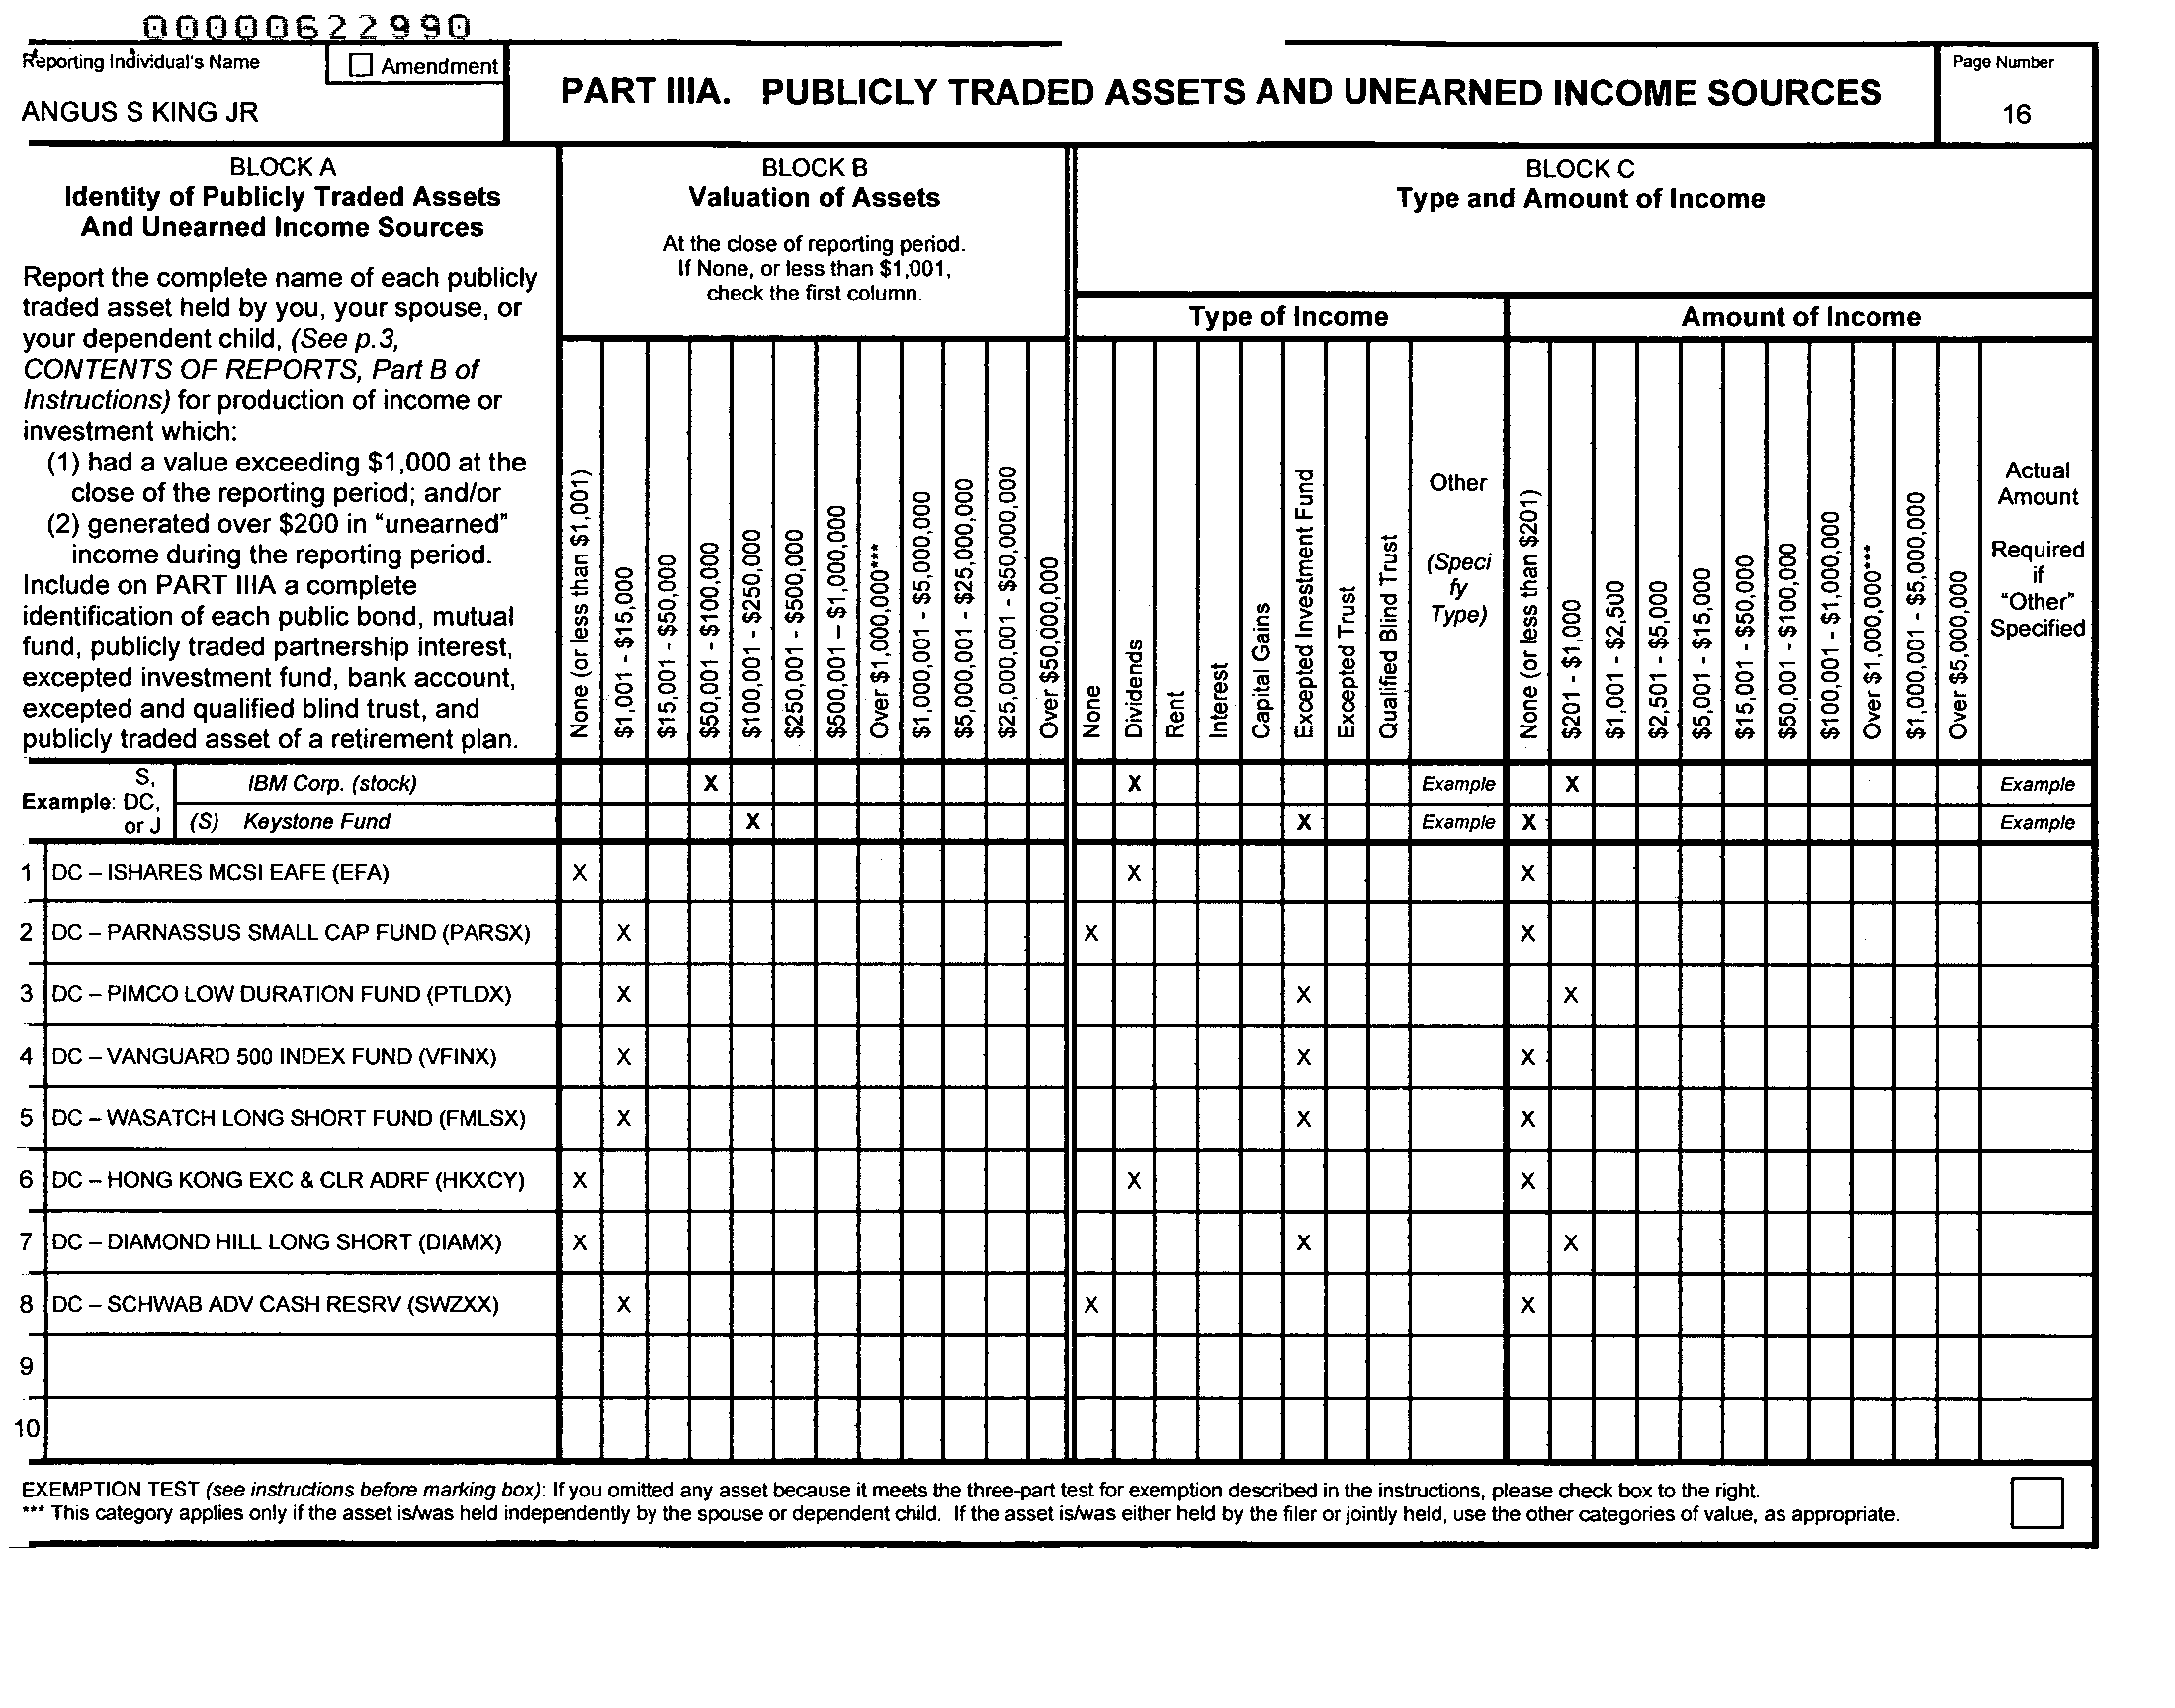 00000622990
Reporting Individual's Name
Amendment
ANGUS S KING JR
PART IIIA. PUBLICLY TRADED ASSETS AND UNEARNED INCOME SOURCES
Page Number
16
BLOCK A
Identity of Publicly Traded Assets
And Unearned Income Sources
Report the complete name of each publicly
traded asset held by you, your spouse, or
your dependent child, (See p.3,
CONTENTS OF REPORTS, Part B of
Instructions) for production of income or
investment which:
(1) had a value exceeding $1,000 at the
close of the reporting period; and/or
(2) generated over $200 in "unearned"
income during the reporting period.
Include on PART IIIA a complete
identification of each public bond, mutual
fund, publicly traded partnership interest,
excepted investment fund, bank account,
excepted and qualified blind trust, and
publicly traded asset of a retirement plan.
BLOCK B
Valuation of Assets
At the close of reporting period.
If None, or less than $1,001,
check the first column.
None (or less than $1,001)
$1,001 - $15,000
$15,001 - $50,000
$50,001 - $100,000
$100,001 - $250,000
$250,001 - $500,000
$500,001 – $1,000,000
Over $1,000,000***
$1,000,001 - $5,000,000
$5,000,001 - $25,000,000
$25,000,001 - $50,000,000
Over $50,000,000
BLOCK C
Type and Amount of Income
Type of Income
None
Dividends
Rent
Interest
Capital Gains
Excepted Investment Fund
Excepted Trust
Qualified Blind Trust
Other
(Speci
fy
Type)
Amount of Income
None (or less than $201)
$201 - $1,000
$1,001 - $2,500
$2,501 - $5,000
$5,001 - $15,000
$15,001 - $50,000
$50,001 - $100,000
$100,001 - $1,000,000
Over $1,000,000***
$1,000,001 - $5,000,000
Over $5,000,000
Actual
Amount
Required
if
"Other"
Specified
Example:
S,
DC,
or J
IBM Corp. (stock) X X Example X Example
(S) Keystone Fund X X Example X Example
1 DC – ISHARES MCSI EAFE (EFA) X X X
2 DC – PARNASSUS SMALL CAP FUND (PARSX) X X X
3 DC – PIMCO LOW DURATION FUND (PTLDX) X X X
4 DC – VANGUARD 500 INDEX FUND (VFINX) X X X
5 DC – WASATCH LONG SHORT FUND (FMLSX) X X X
6 DC – HONG KONG EXC & CLR ADRF (HKXCY) X X X
7 DC – DIAMOND HILL LONG SHORT (DIAMX) X X X
8 DC – SCHWAB ADV CASH RESRV (SWZXX) X X X
9
10
EXEMPTION TEST (see instructions before marking box): If you omitted any asset because it meets the three-part test for exemption described in the instructions, please check box to the right.
*** This category applies only if the asset is/was held independently by the spouse or dependent child. If the asset is/was either held by the filer or jointly held, use the other categories of value, as appropriate.